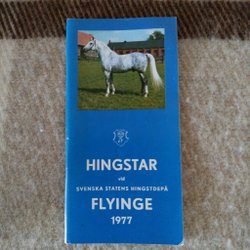 HINGSTAR
vid
SVENSKA STATENS HINGSTDEPÅ
FLYINGE
1977